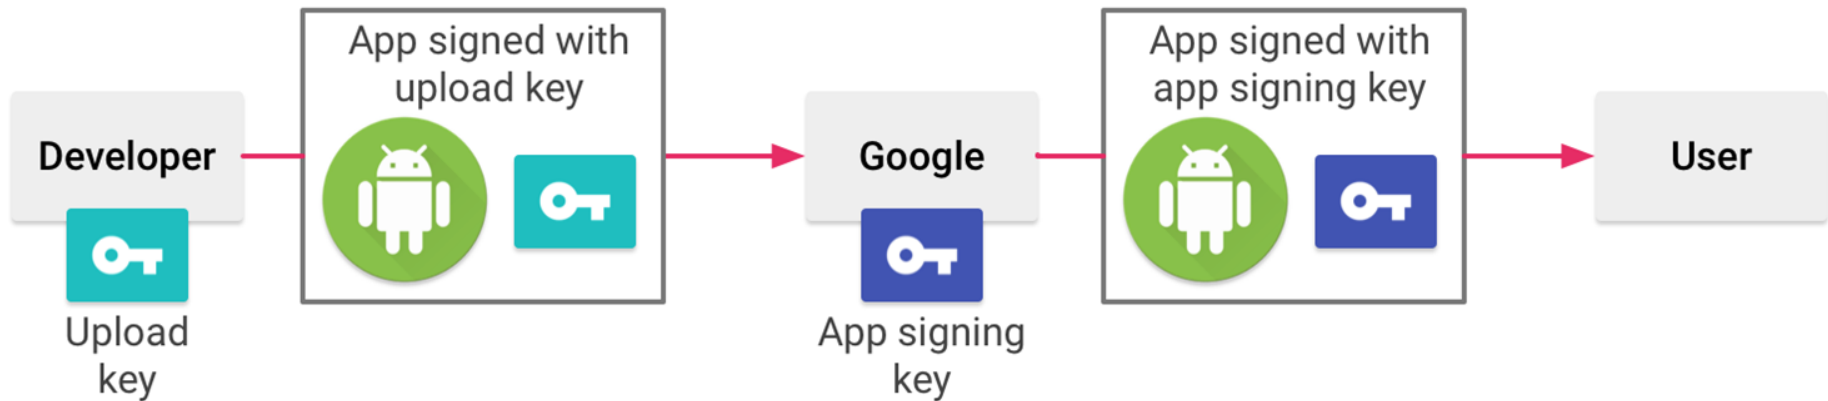 App signed with
upload key
App signed with
app signing key
Developer
Google
User
Upload
key
App signing
key